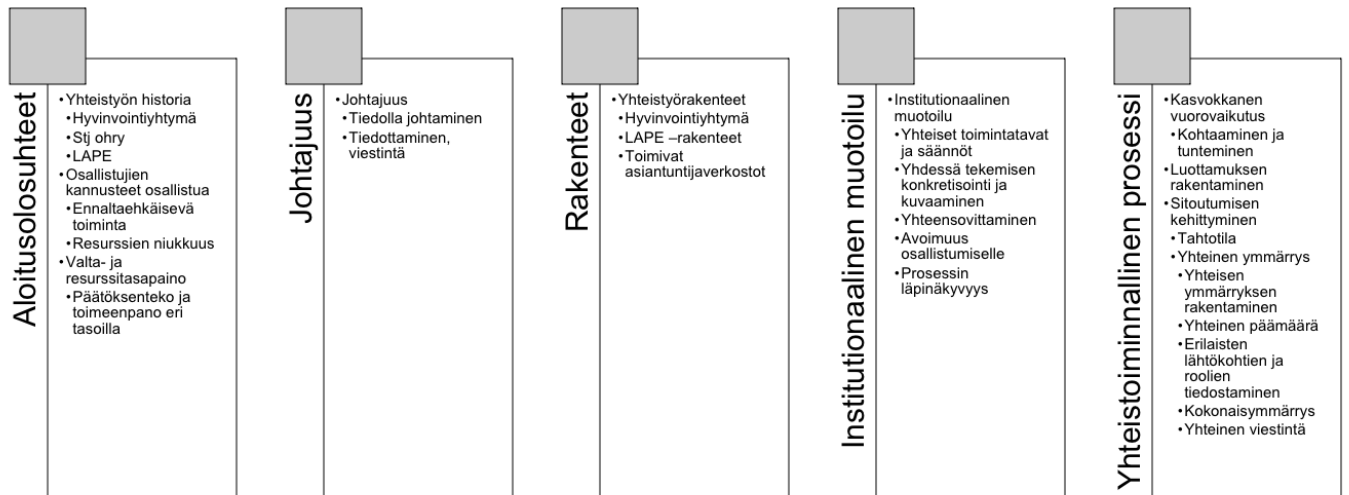 Aloitusolosuhteet
•Yhteistyön historia
•Hyvinvointiyhtymä
•Stj ohry
•LAPE
•Osallistujien
kannusteet osallistua
•Ennaltaehkäisevä
toiminta
•Resurssien niukkuus
•Valta- ja
resurssitasapaino
•Päätöksenteko ja
toimeenpano eri
tasoilla
Johtajuus
•Johtajuus
•Tiedolla johtaminen
•Tiedottaminen,
viestintä
Rakenteet
•Yhteistyörakenteet
•Hyvinvointiyhtymä
•LAPE –rakenteet
•Toimivat
asiantuntijaverkostot
Institutionaalinen muotoilu
•Institutionaalinen
muotoilu
•Yhteiset toimintatavat
ja säännöt
•Yhdessä tekemisen
konkretisointi ja
kuvaaminen
•Yhteensovittaminen
•Avoimuus
osallistumiselle
•Prosessin
läpinäkyvyys
Yhteistoiminnallinen prosessi
•Kasvokkanen
vuorovaikutus
•Kohtaaminen ja
tunteminen
•Luottamuksen
rakentaminen
•Sitoutumisen
kehittyminen
•Tahtotila
•Yhteinen ymmärrys
•Yhteisen
ymmärryksen
rakentaminen
•Yhteinen päämäärä
•Erilaisten
lähtökohtien ja
roolien
tiedostaminen
•Kokonaisymmärrys
•Yhteinen viestintä